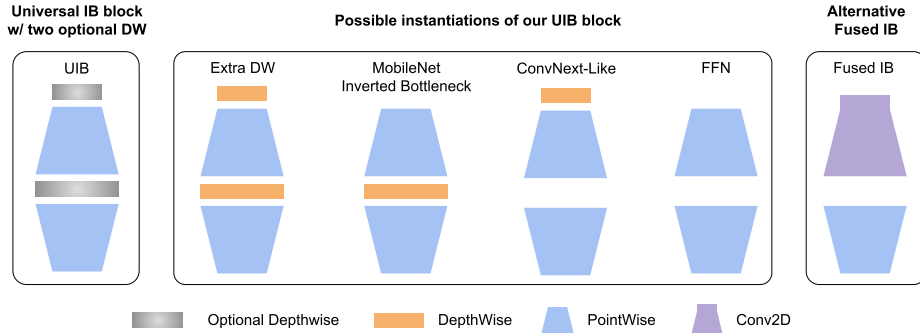 Universal IB block
w/ two optional DW
Possible instantiations of our UIB block
Alternative
Fused IB
UIB
Extra DW
MobileNet
Inverted Bottleneck
ConvNext-Like
FFN
Fused IB
Optional Depthwise
DepthWise
PointWise
Conv2D